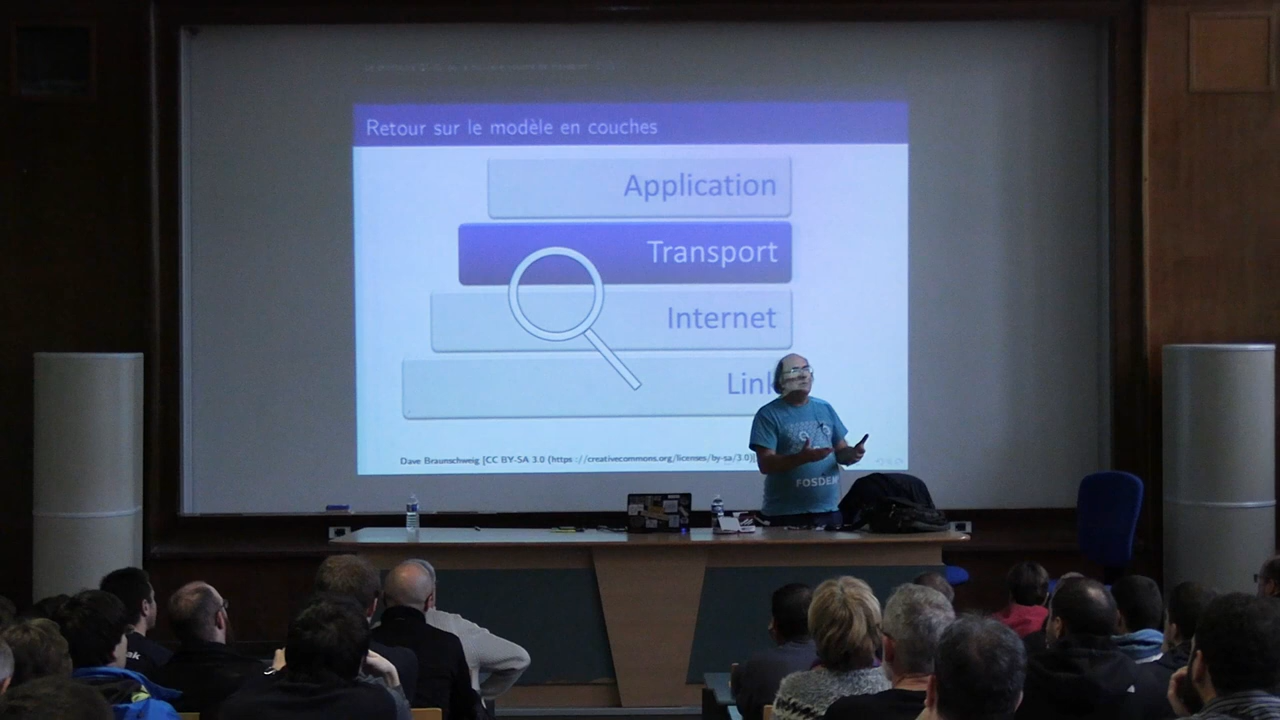 Retour sur le modèle en couches
Application
Transport
Internet
Link
Dave Braunschweig [CC BY-SA 3.0 (https://creativecommons.org/licenses/by-sa/3.0)]
FOSDEM